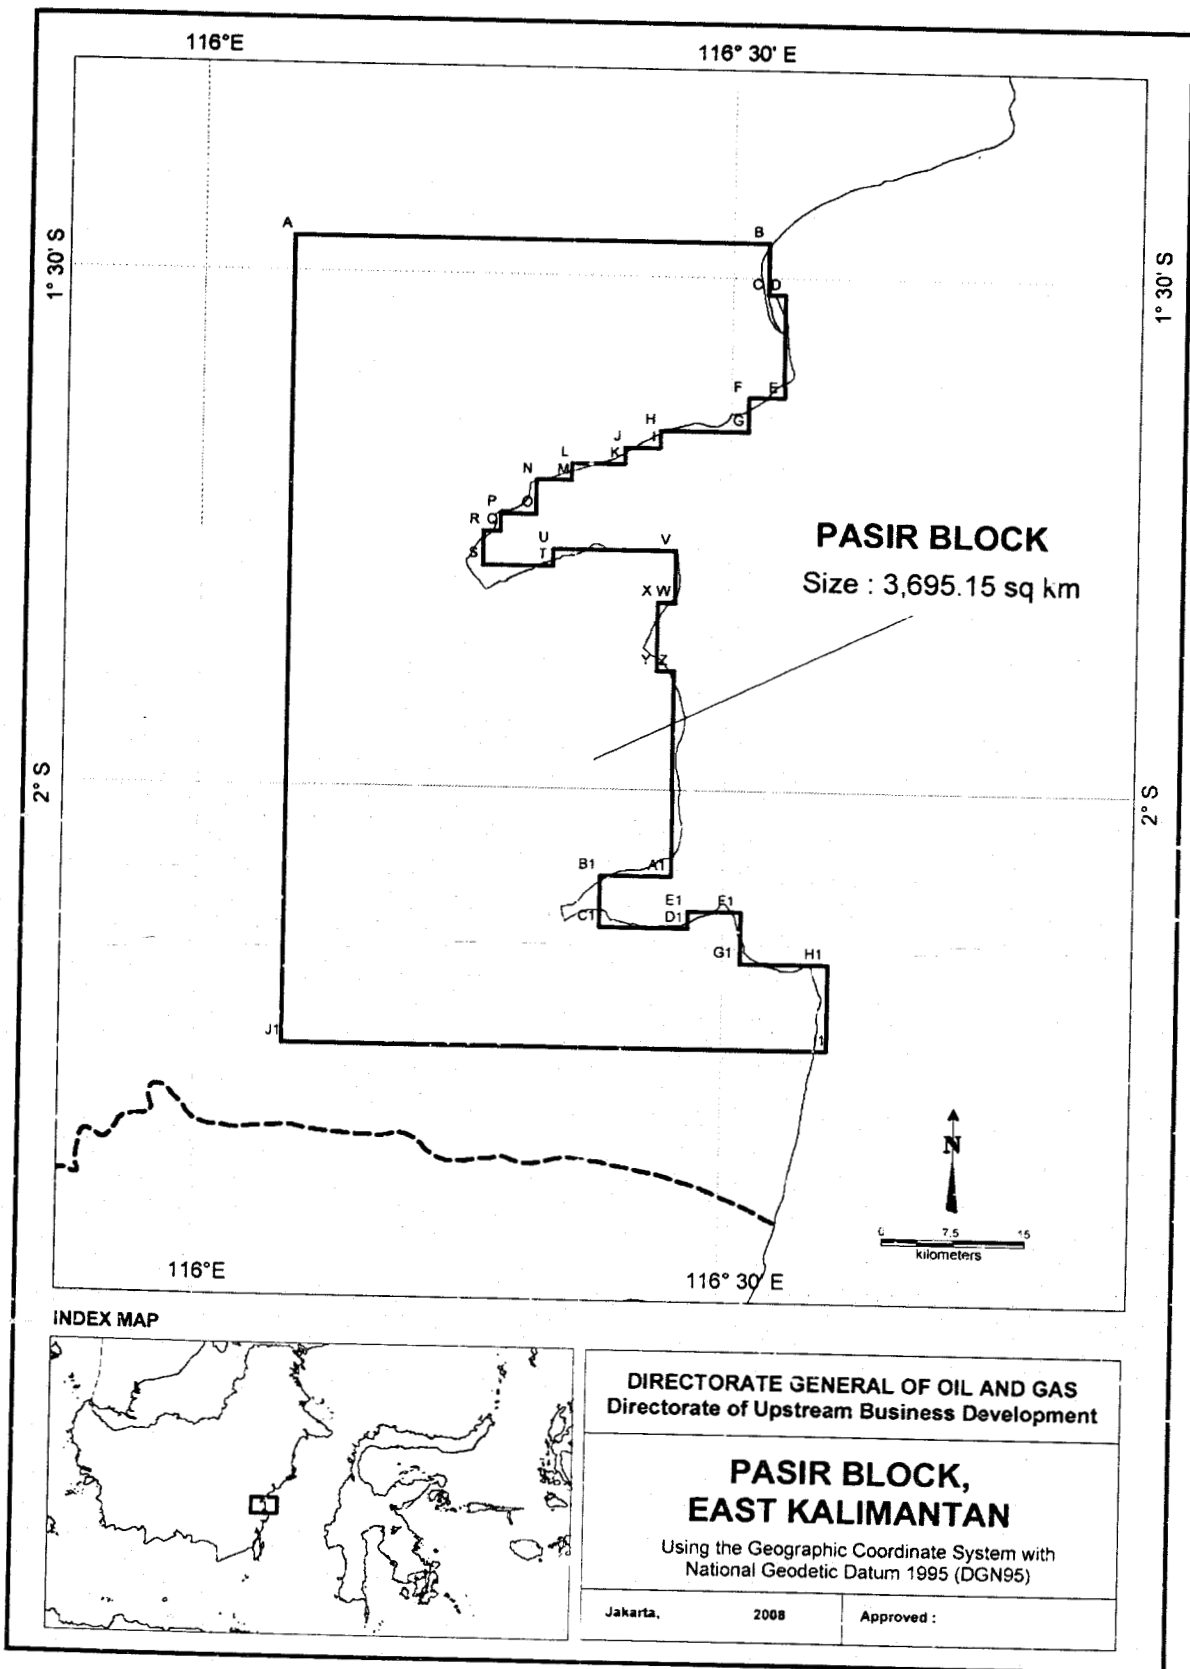 116°E
116° 30' E
A
B
1° 30' S
1° 30' S
C D
F E
G
H
I
J
K
L
M
N
O
P
Q
R
S
U
T
V
PASIR BLOCK
Size : 3,695.15 sq km
X W
Y Z
2° S
2° S
B1
A1
C1
E1
D1
F1
G1
H1
J1
1
N
0 7.5 15
kilometers
116°E
116° 30' E
INDEX MAP
DIRECTORATE GENERAL OF OIL AND GAS
Directorate of Upstream Business Development
PASIR BLOCK,
EAST KALIMANTAN
Using the Geographic Coordinate System with
National Geodetic Datum 1995 (DGN95)
Jakarta, 2008
Approved :